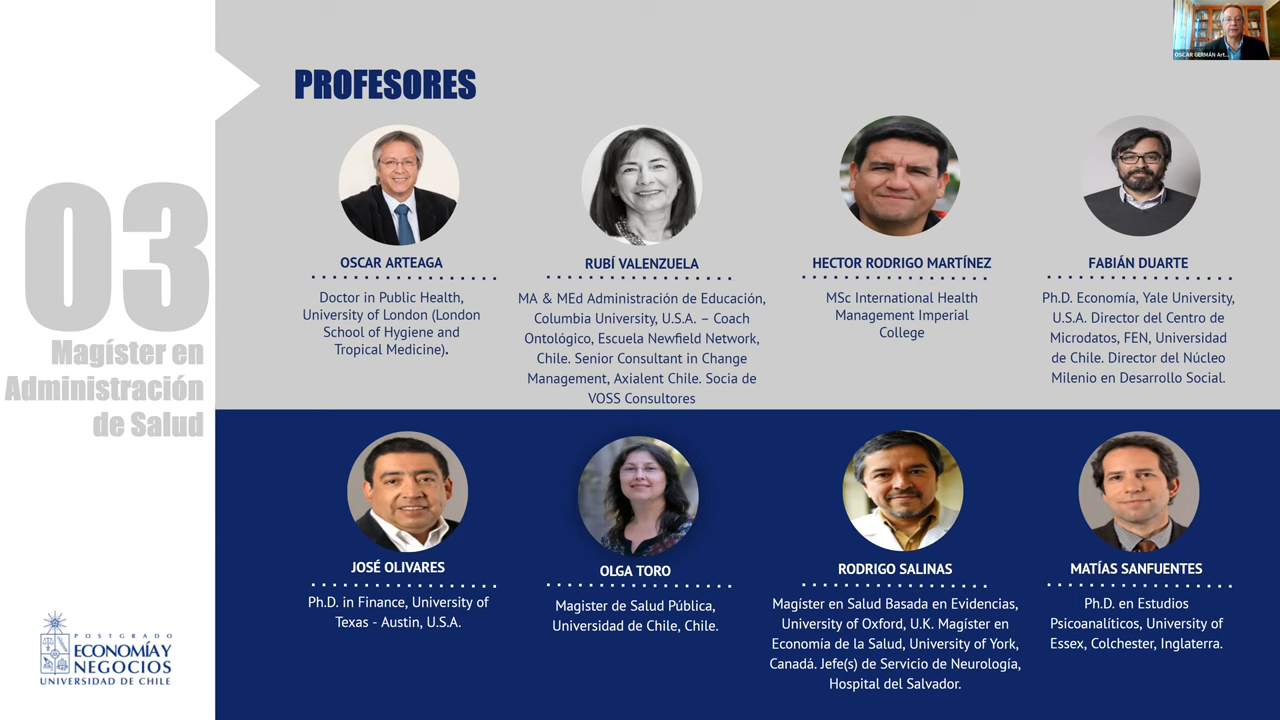 OSCAR GERMÁN Art...
PROFESORES
03
Magíster en
Administración
de Salud
OSCAR ARTEAGA
Doctor in Public Health,
University of London (London
School of Hygiene and
Tropical Medicine).
RUBÍ VALENZUELA
MA & MEd Administración de Educación,
Columbia University, U.S.A. – Coach
Ontológico, Escuela Newfield Network,
Chile. Senior Consultant in Change
Management, Axialent Chile. Socia de
VOSS Consultores
HECTOR RODRIGO MARTÍNEZ
MSc International Health
Management Imperial
College
FABIÁN DUARTE
Ph.D. Economía, Yale University,
U.S.A. Director del Centro de
Microdatos, FEN, Universidad
de Chile. Director del Núcleo
Milenio en Desarrollo Social.
JOSÉ OLIVARES
Ph.D. in Finance, University of
Texas - Austin, U.S.A.
OLGA TORO
Magister de Salud Pública,
Universidad de Chile, Chile.
RODRIGO SALINAS
Magíster en Salud Basada en Evidencias,
University of Oxford, U.K. Magíster en
Economía de la Salud, University of York,
Canadá. Jefe(s) de Servicio de Neurología,
Hospital del Salvador.
MATÍAS SANFUENTES
Ph.D. en Estudios
Psicoanalíticos, University of
Essex, Colchester, Inglaterra.
POSTGRADO
ECONOMÍA Y
NEGOCIOS
UNIVERSIDAD DE CHILE